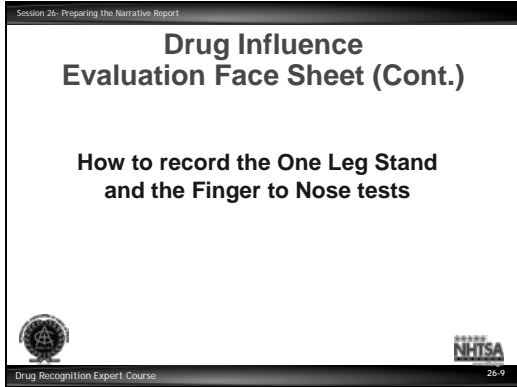 Session 26- Preparing the Narrative Report
Drug Influence
Evaluation Face Sheet (Cont.)
How to record the One Leg Stand
and the Finger to Nose tests
NHTSA
Drug Recognition Expert Course
26-9